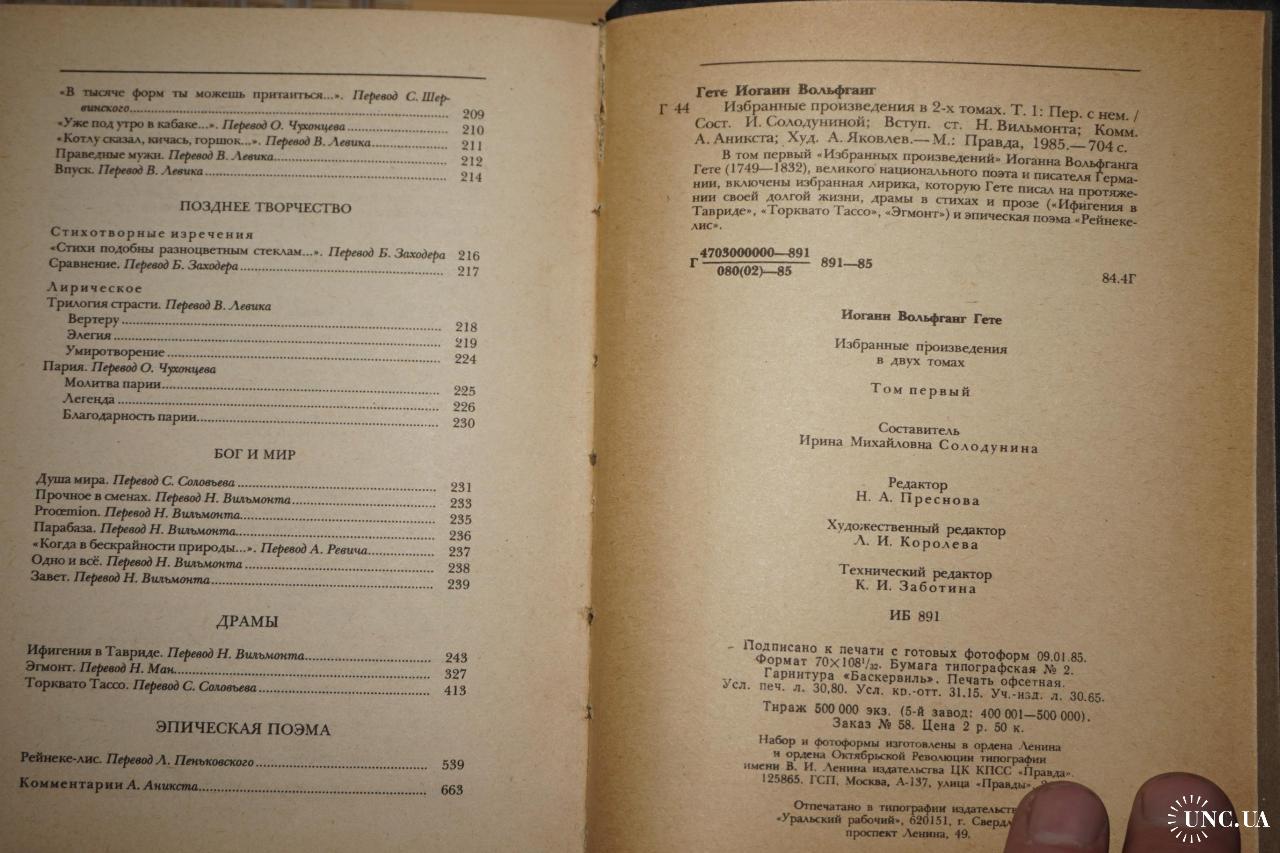 «В тысяче форм ты можешь притаиться...». Перевод С. Шер-
винского 209
«Уже под утро в кабаке...». Перевод О. Чухонцева 210
«Котлу сказал, кичась, горшок...». Перевод В. Левика 211
Праведные мужи. Перевод В. Левика 212
Впуск. Перевод В. Левика 214
ПОЗДНЕЕ ТВОРЧЕСТВО
Стихотворные изречения
«Стихи подобны разноцветным стеклам...». Перевод Б. Заходера 216
Сравнение. Перевод Б. Заходера 217
Лирическое
Трилогия страсти. Перевод В. Левика
Вертеру 218
Элегия 219
Умиротворение 224
Пария. Перевод О. Чухонцева
Молитва парии 225
Легенда 226
Благодарность парии 230
БОГ И МИР
Душа мира. Перевод С. Соловьева 231
Прочное в сменах. Перевод Н. Вильмонта 233
Procemion. Перевод Н. Вильмонта 235
Парабаза. Перевод Н. Вильмонта 236
«Когда в бескрайности природы...». Перевод А. Ревича 237
Одно и всё. Перевод Н. Вильмонта 238
Завет. Перевод Н. Вильмонта 239
ДРАМЫ
Ифигения в Тавриде. Перевод Н. Вильмонта 243
Эгмонт. Перевод Н. Ман 327
Торквато Тассо. Перевод С. Соловьева 413
ЭПИЧЕСКАЯ ПОЭМА
Рейнеке-лис. Перевод Л. Пеньковского 539
Комментарии А. Аникста 663
Гете Иоганн Вольфганг
Г 44 Избранные произведения в 2-х томах. Т. 1: Пер. с нем. /
Сост. И. Солодуниной; Вступ. ст. Н. Вильмонта; Комм.
А. Аникста; Худ. А. Яковлев.— М.: Правда, 1985.— 704 с.
В том первый «Избранных произведений» Иоганна Вольфганга
Гете (1749—1832), великого национального поэта и писателя Герма-
нии, включены избранная лирика, которую Гете писал на протяже-
нии своей долгой жизни, драмы в стихах и прозе («Ифигения в
Тавриде», «Торквато Тассо», «Эгмонт») и эпическая поэма «Рейнеке-
лис».
4703000000—891
Г 891—85
080(02)—85
84.4Г
Иоганн Вольфганг Гете
Избранные произведения
в двух томах
Том первый
Составитель
Ирина Михайловна Солодунина
Редактор
Н. А. Преснова
Художественный редактор
Л. И. Королева
Технический редактор
К. И. Заботина
ИБ 891
Подписано к печати с готовых фотоформ 09.01.85.
Формат 70×108¹/₃₂. Бумага типографская № 2.
Гарнитура «Баскервиль». Печать офсетная.
Усл. печ. л. 30,80. Усл. кр.-отт. 31.15. Уч.-изд. л. 30.65.
Тираж 500 000 экз. (5-й завод: 400 001—500 000).
Заказ № 58. Цена 2 р. 50 к.
Набор и фотоформы изготовлены в ордена Ленина
и ордена Октябрьской Революции типографии
имени В. И. Ленина издательства ЦК КПСС «Правда».
125865. ГСП, Москва, А-137, улица «Правды»,
Отпечатано в типографии
«Уральский рабочий», 620151, г.
проспект Ленина, 49.
UNC.UA